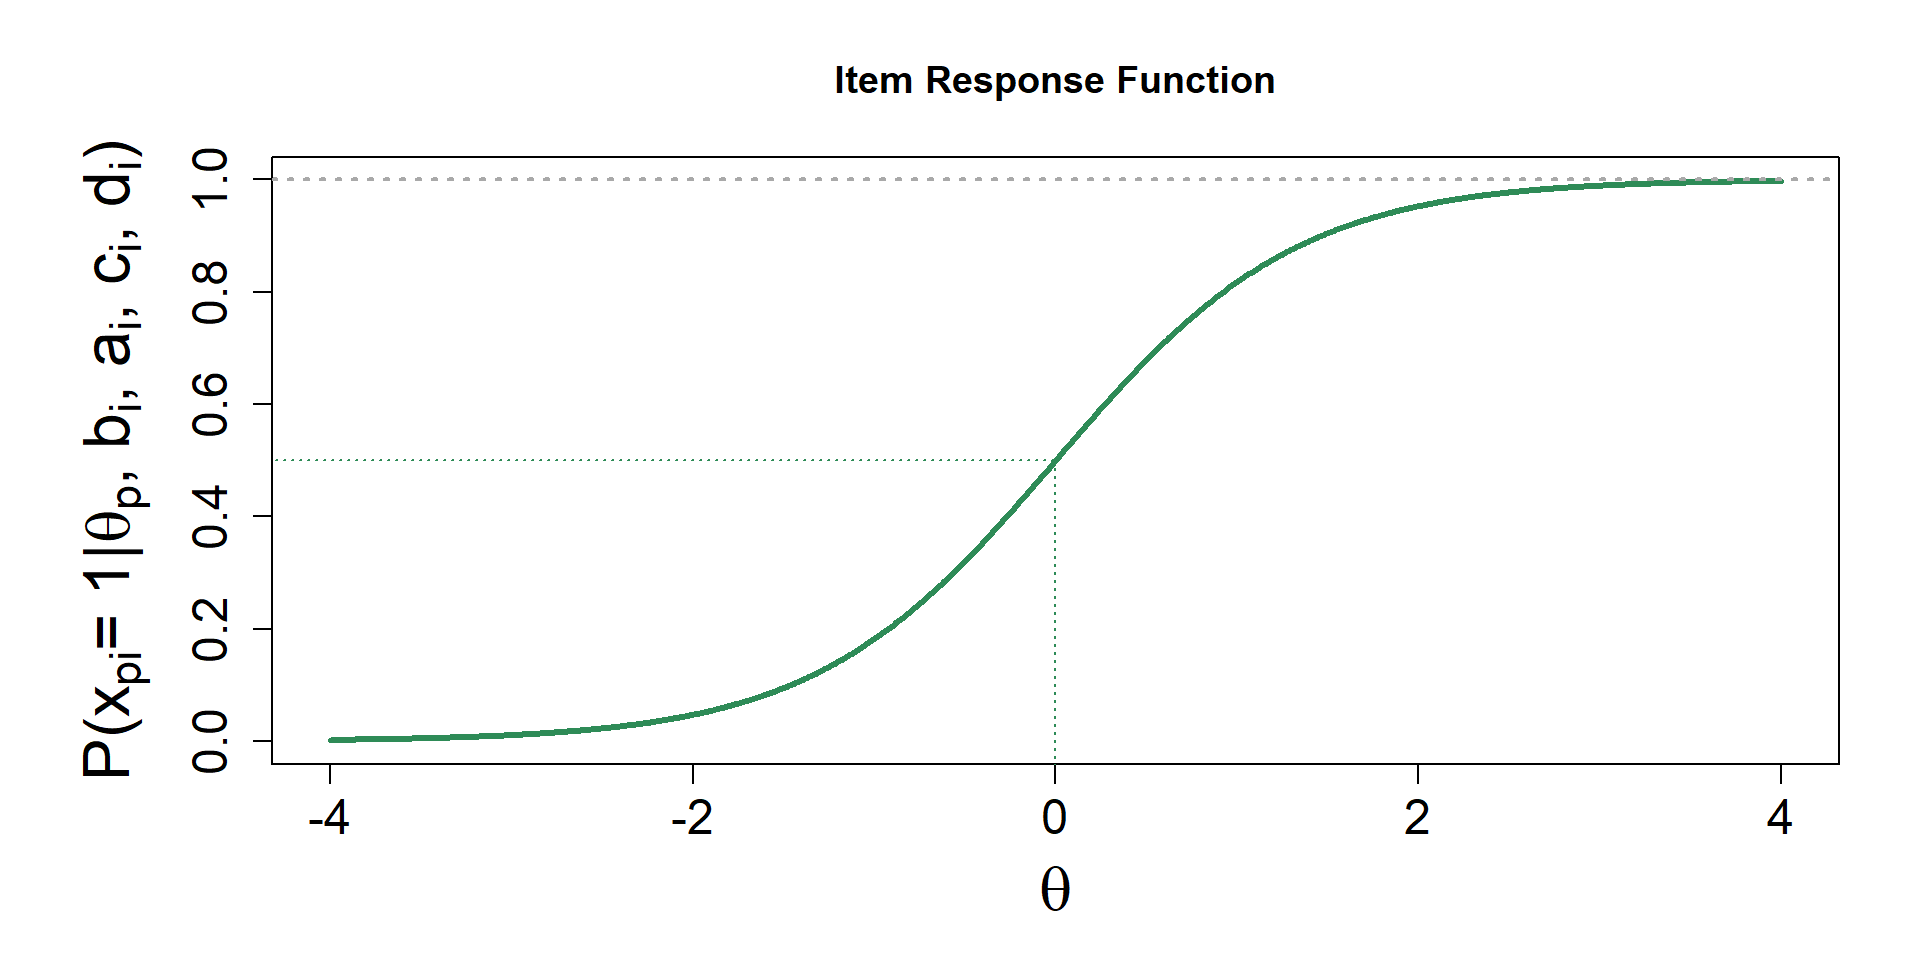 Item Response Function
P(xpi= 1|θp, bi, ai, ci, di)
1.0
0.8
0.6
0.4
0.2
0.0
-4 -2 0 2 4
θ